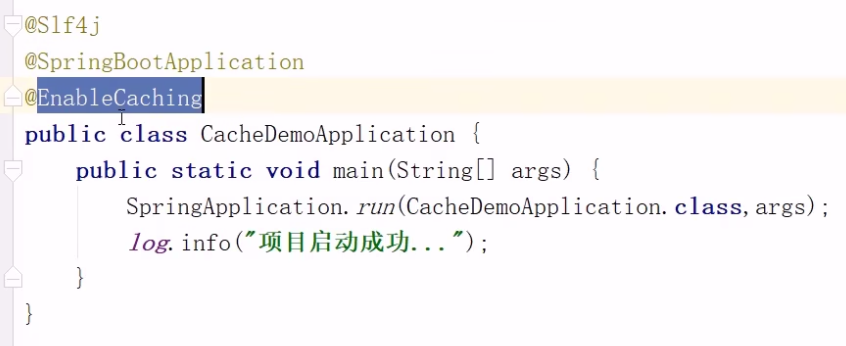 @Slf4j
@SpringBootApplication
@EnableCaching
public class CacheDemoApplication {
public static void main(String[] args) {
SpringApplication.run(CacheDemoApplication.class,args);
log.info("项目启动成功...");
}
}